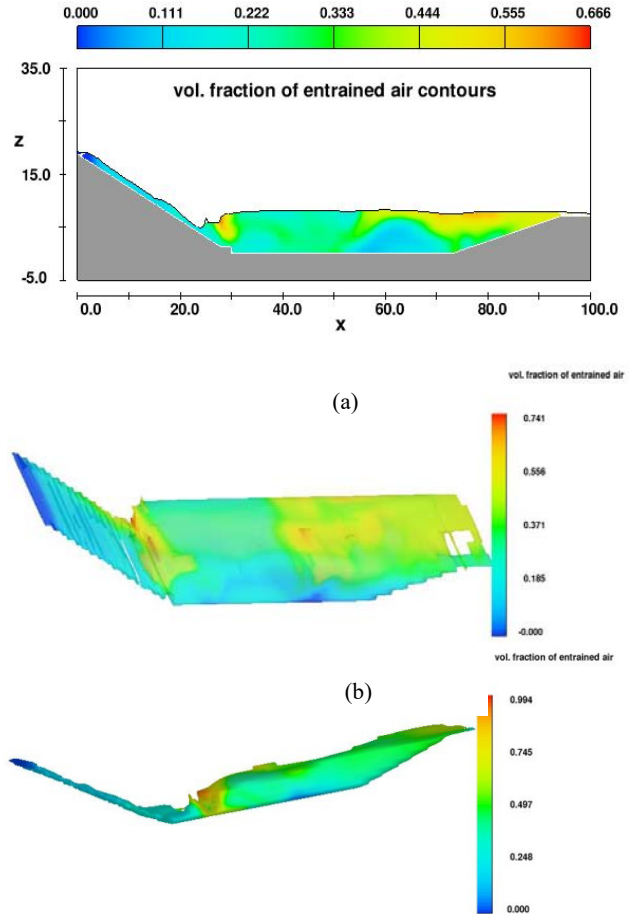 0.000 0.111 0.222 0.333 0.444 0.555 0.666
35.0
vol. fraction of entrained air contours
z
15.0
-5.0
0.0 20.0 40.0 60.0 80.0 100.0
x
vol. fraction of entrained air
(a)
0.741
0.556
0.371
0.185
-0.000
vol. fraction of entrained air
(b)
0.994
0.745
0.497
0.248
0.000